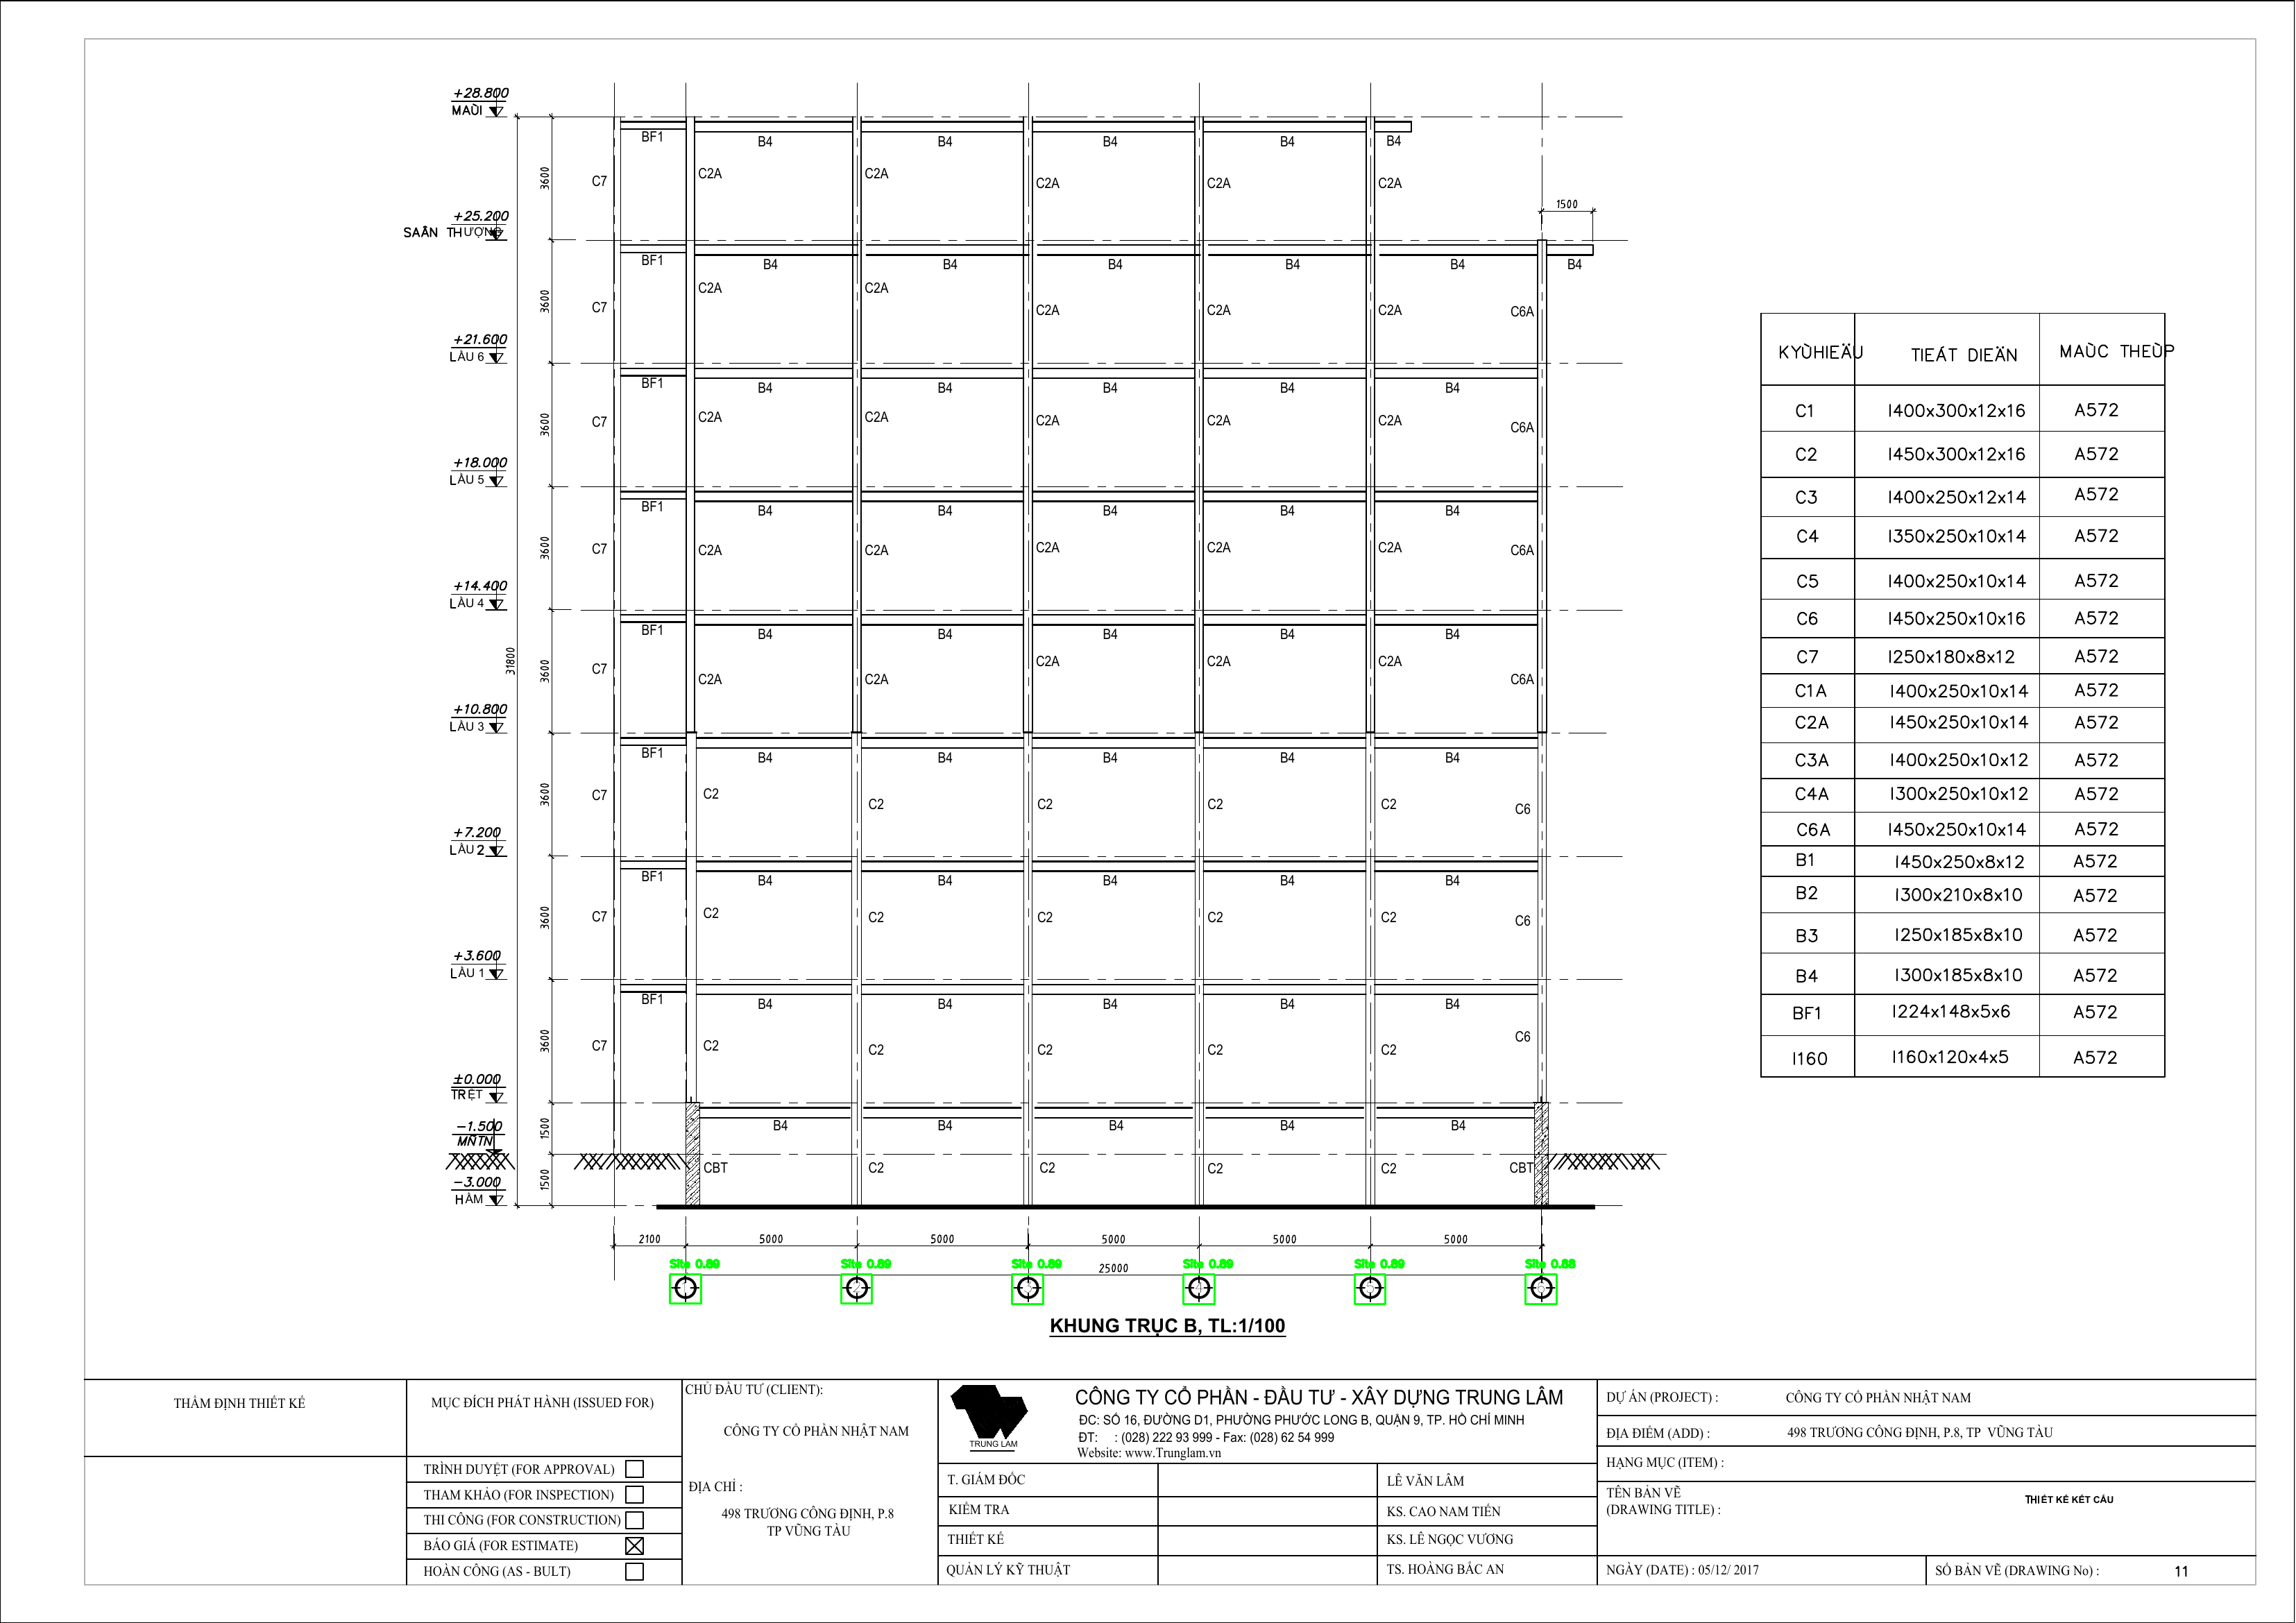 +28.800
MAÙI
BF1 B4 B4 B4 B4 B4
3600 C7 C2A C2A C2A C2A C2A
1500
+25.200
SAÂN THƯỢNG
BF1 B4 B4 B4 B4 B4 B4
3600 C7 C2A C2A C2A C2A C2A C6A
+21.600
LẦU 6
BF1 B4 B4 B4 B4 B4
3600 C7 C2A C2A C2A C2A C2A C6A
+18.000
LẦU 5
BF1 B4 B4 B4 B4 B4
3600 C7 C2A C2A C2A C2A C2A C6A
+14.400
LẦU 4
BF1 B4 B4 B4 B4 B4
31800
3600 C7 C2A C2A C2A C2A C2A C6A
+10.800
LẦU 3
BF1 B4 B4 B4 B4 B4
3600 C7 C2 C2 C2 C2 C2 C6
+7.200
LẦU 2
BF1 B4 B4 B4 B4 B4
3600 C7 C2 C2 C2 C2 C2 C6
+3.600
LẦU 1
BF1 B4 B4 B4 B4 B4
3600 C7 C2 C2 C2 C2 C2 C6
±0.000
TRỆT
B4 B4 B4 B4 B4
1500
-1.500
MÑTN
CBT C2 C2 C2 C2 CBT
1500
-3.000
HẦM
2100 5000 5000 5000 5000 5000
Site 0.89 Site 0.89 Site 0.89 Site 0.89 Site 0.89 Site 0.88
25000
KHUNG TRỤC B, TL:1/100
KYÙHIEÄU TIEÁT DIEÄN MAÙC THEÙP
C1 I400x300x12x16 A572
C2 I450x300x12x16 A572
C3 I400x250x12x14 A572
C4 I350x250x10x14 A572
C5 I400x250x10x14 A572
C6 I450x250x10x16 A572
C7 I250x180x8x12 A572
C1A I400x250x10x14 A572
C2A I450x250x10x14 A572
C3A I400x250x10x12 A572
C4A I300x250x10x12 A572
C6A I450x250x10x14 A572
B1 I450x250x8x12 A572
B2 I300x210x8x10 A572
B3 I250x185x8x10 A572
B4 I300x185x8x10 A572
BF1 I224x148x5x6 A572
I160 I160x120x4x5 A572
THẨM ĐỊNH THIẾT KẾ
MỤC ĐÍCH PHÁT HÀNH (ISSUED FOR)
TRÌNH DUYỆT (FOR APPROVAL)
THAM KHẢO (FOR INSPECTION)
THI CÔNG (FOR CONSTRUCTION)
BÁO GIÁ (FOR ESTIMATE)
HOÀN CÔNG (AS - BULT)
CHỦ ĐẦU TƯ (CLIENT):
CÔNG TY CỔ PHẦN NHẬT NAM
ĐỊA CHỈ :
498 TRƯƠNG CÔNG ĐỊNH, P.8
TP VŨNG TÀU
TRUNG LAM
CÔNG TY CỔ PHẦN - ĐẦU TƯ - XÂY DỰNG TRUNG LÂM
ĐC: SỐ 16, ĐƯỜNG D1, PHƯỜNG PHƯỚC LONG B, QUẬN 9, TP. HỒ CHÍ MINH
ĐT: : (028) 222 93 999 - Fax: (028) 62 54 999
Website: www.Trunglam.vn
T. GIÁM ĐỐC LÊ VĂN LÂM
KIỂM TRA KS. CAO NAM TIẾN
THIẾT KẾ KS. LÊ NGỌC VƯƠNG
QUẢN LÝ KỸ THUẬT TS. HOÀNG BẮC AN
DỰ ÁN (PROJECT) : CÔNG TY CỔ PHẦN NHẬT NAM
ĐỊA ĐIỂM (ADD) : 498 TRƯƠNG CÔNG ĐỊNH, P.8, TP VŨNG TÀU
HẠNG MỤC (ITEM) :
TÊN BẢN VẼ
(DRAWING TITLE) :
THIẾT KẾ KẾT CẤU
NGÀY (DATE) : 05/12/ 2017
SỐ BẢN VẼ (DRAWING No) : 11